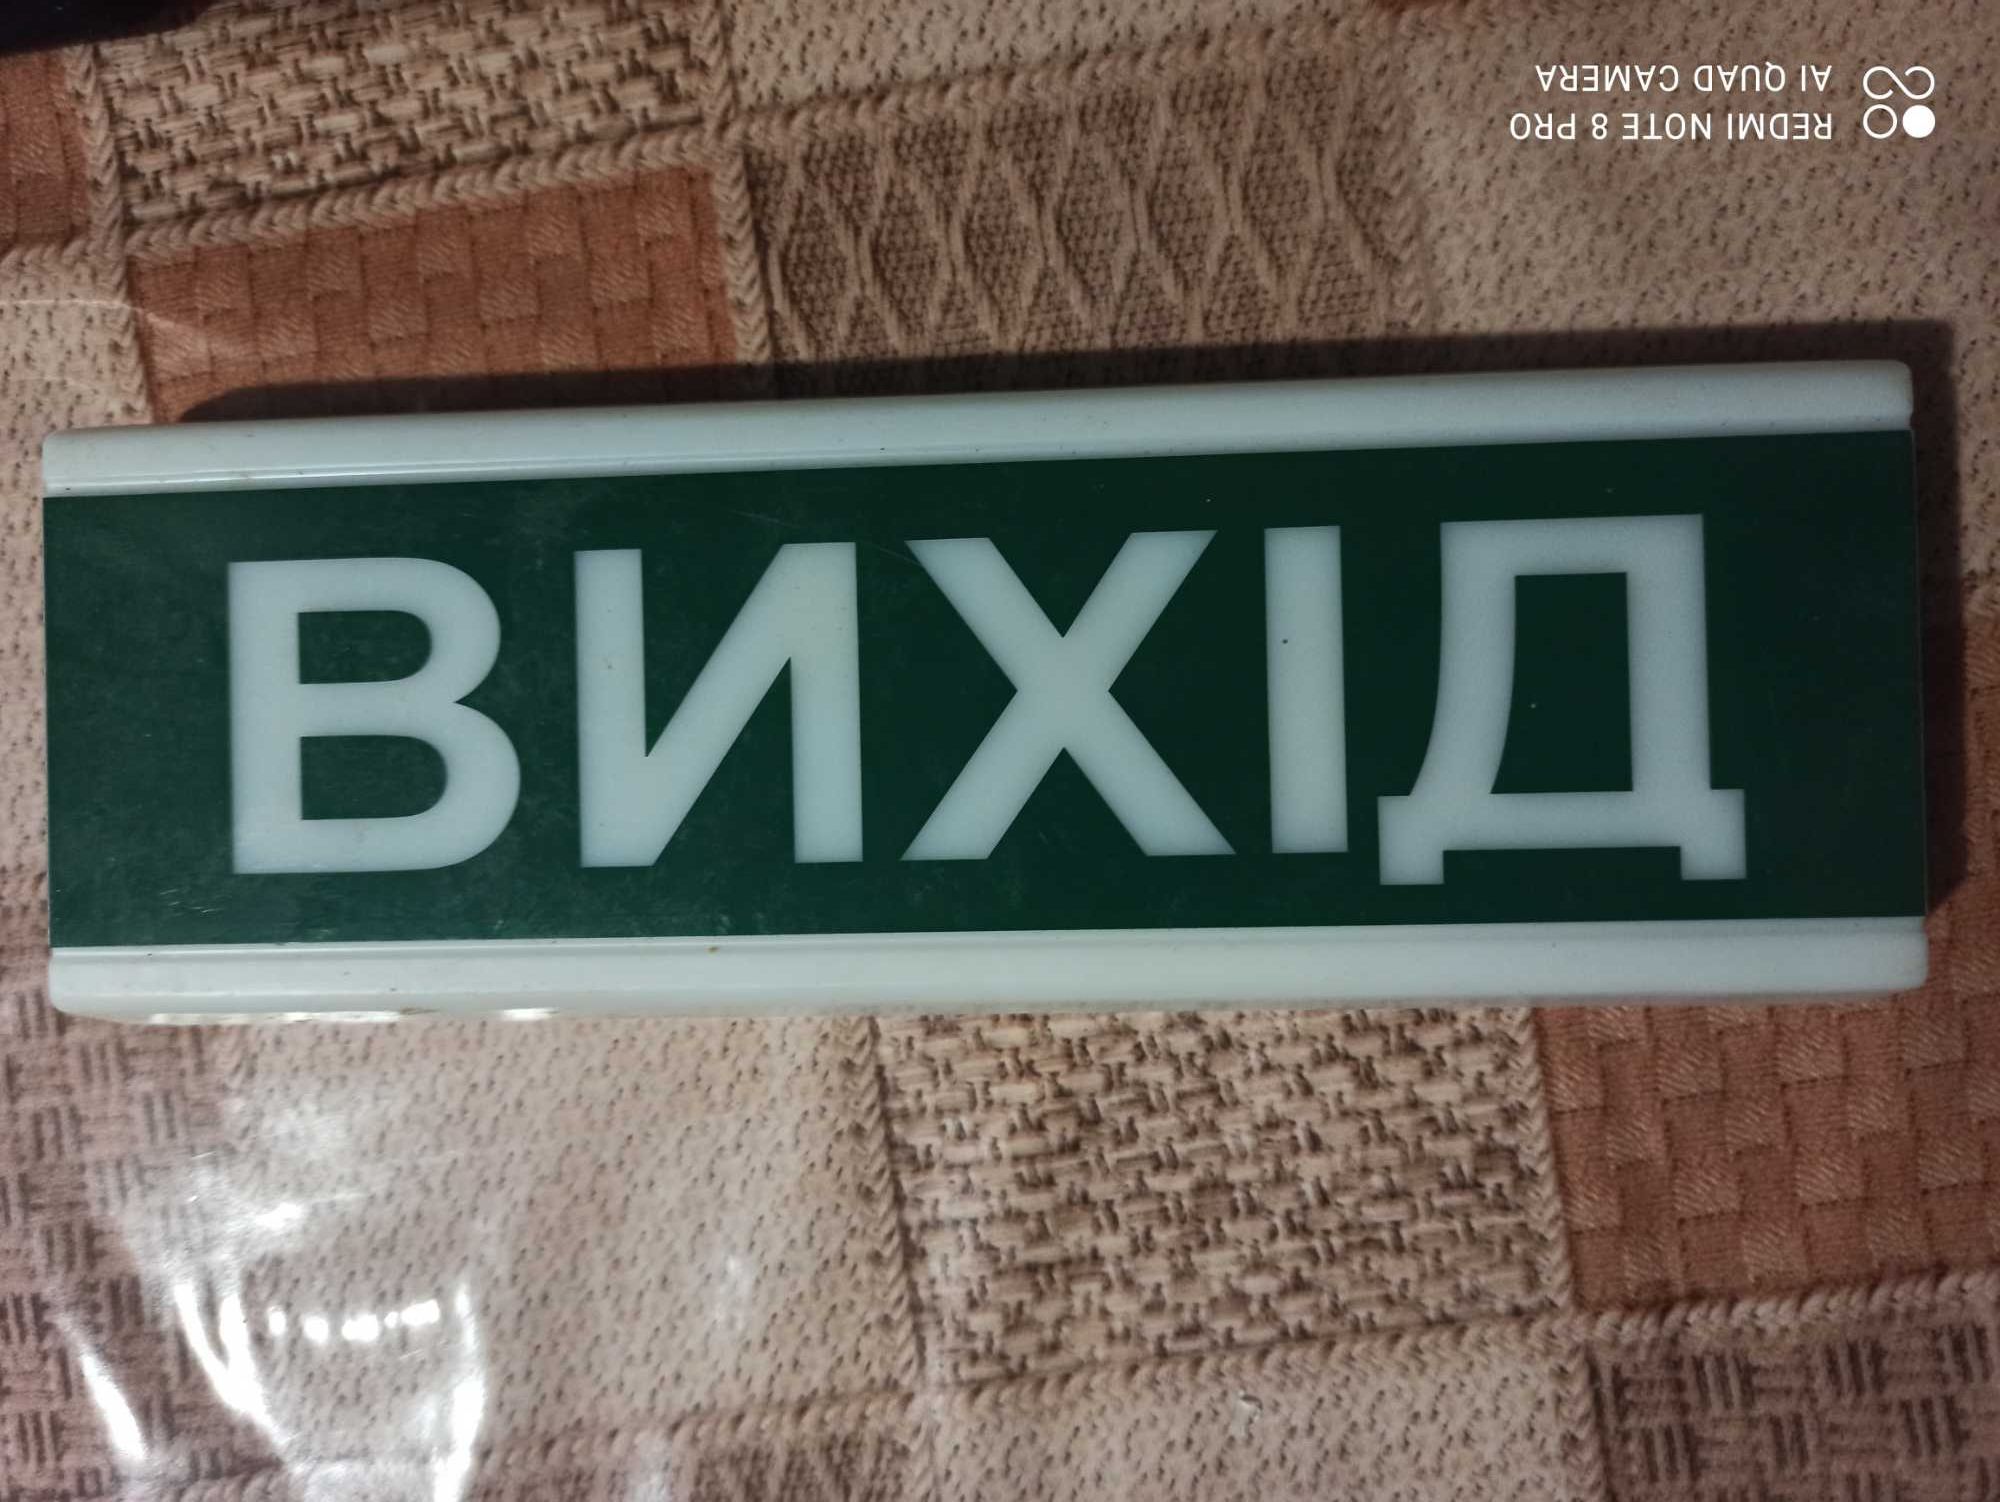 ВИХІД
REDMI NOTE 8 PRO
AI QUAD CAMERA